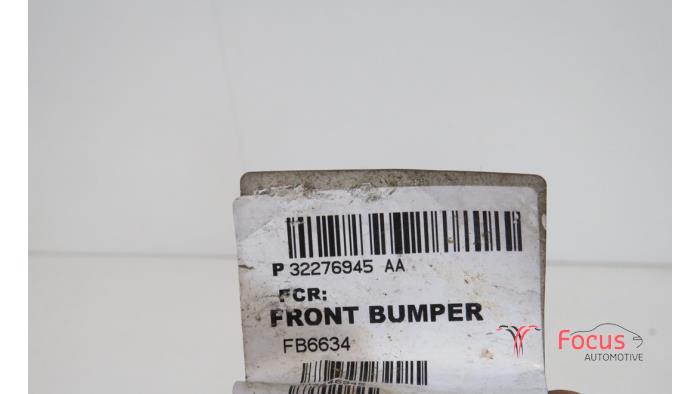 P 32276945 AA
FCR:
FRONT BUMPER
FB6634
Focus
AUTOMOTIVE